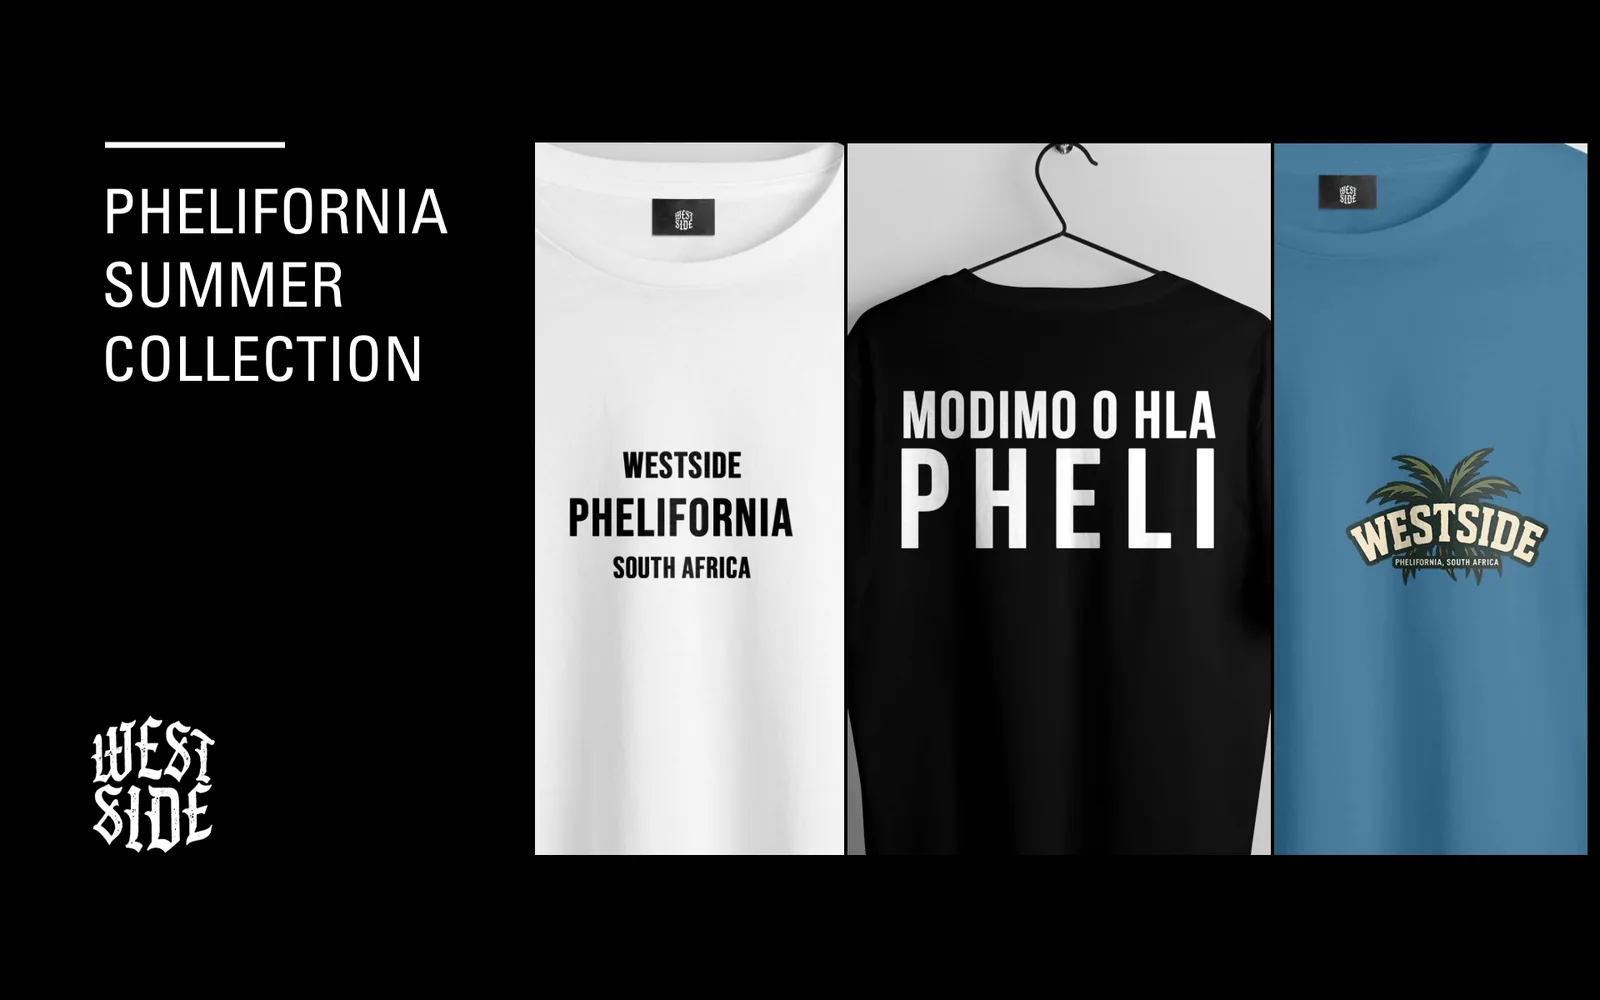 PHELIFORNIA
SUMMER
COLLECTION
WEST
SIDE
WEST
SIDE
WESTSIDE
PHELIFORNIA
SOUTH AFRICA
MODIMO O HLA
PHELI
WEST
SIDE
WESTSIDE
PHELIFORNIA, SOUTH AFRICA